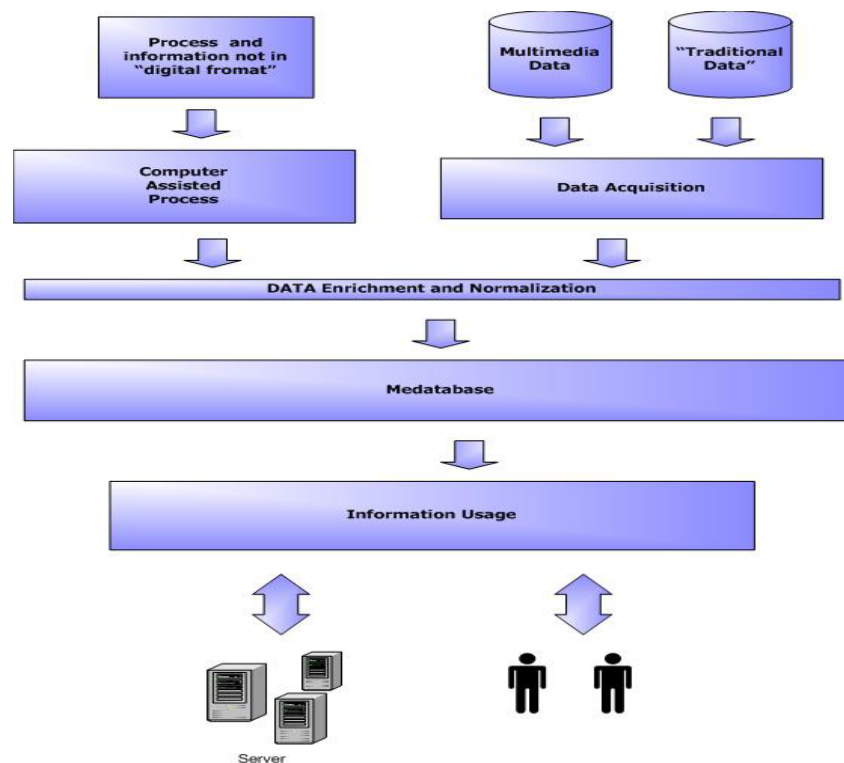 Process and
information not in
“digital fromat”
Multimedia
Data
“Traditional
Data”
Computer
Assisted
Process
Data Acquisition
DATA Enrichment and Normalization
Medatabase
Information Usage
Server